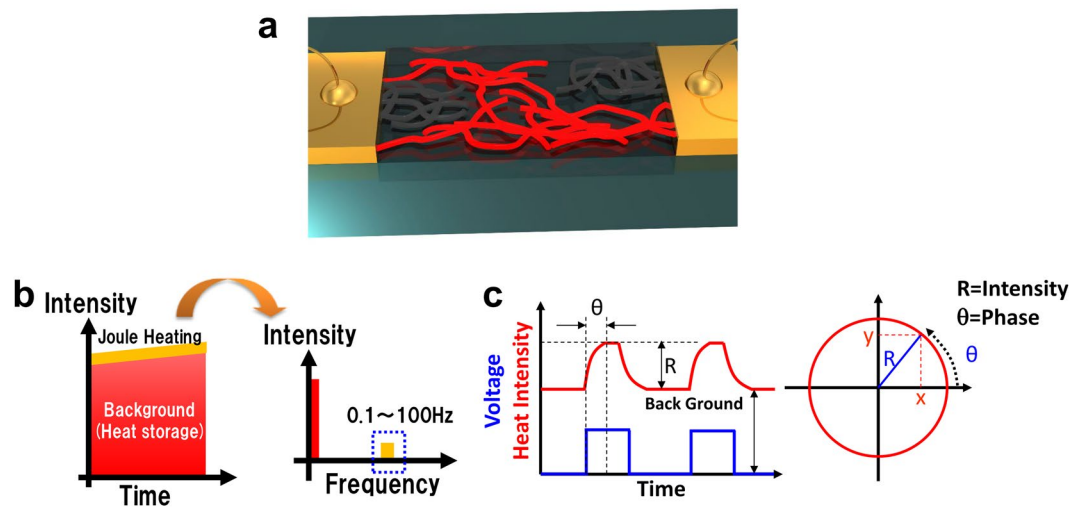 a
b
Intensity
Joule Heating
Background
(Heat storage)
Time
Intensity
0.1～100Hz
Frequency
c
Voltage
Heat Intensity
θ
R
Back Ground
Time
R=Intensity
θ=Phase
y
R
θ
x